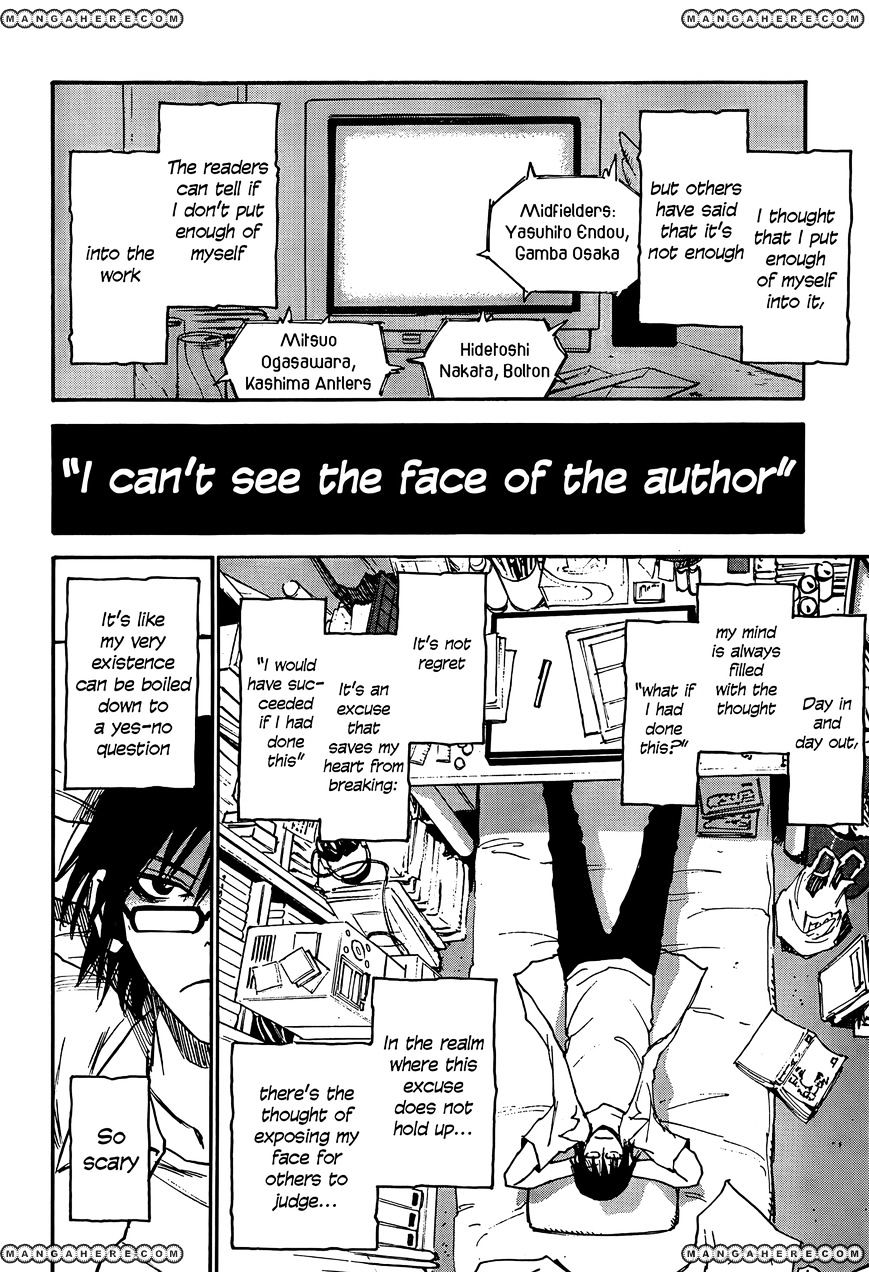 MANGAHERE.COM
MANGAHERE.COM
I thought
that I put
enough
of myself
into it,
but others
have said
that it's
not enough
Midfielders:
Yasuhito Endou,
Gamba Osaka
Hidetoshi
Nakata, Bolton
Mitsuo
Ogasawara,
Kashima Antlers
The readers
can tell if
I don't put
enough of
myself
into the
work
"I can't see the face of the author"
Day in
and
day out,
my mind
is always
filled
with the
thought
"what if
I had
done
this?"
It's not
regret
It's an
excuse
that
saves my
heart from
breaking:
"I would
have suc-
ceeded
if I had
done
this"
In the realm
where this
excuse
does not
hold up...
there's the
thought of
exposing my
face for
others to
judge...
It's like
my very
existence
can be boiled
down to
a yes-no
question
So
scary
MANGAHERE.COM
MANGAHERE.COM